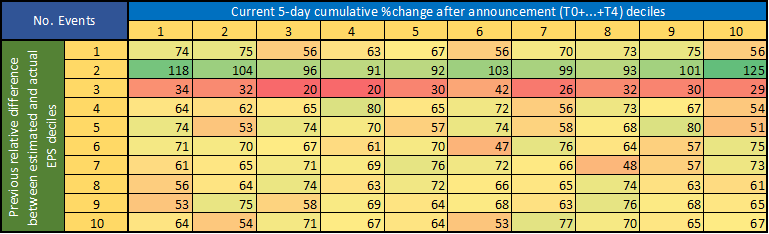 No. Events
Current 5-day cumulative %change after announcement (T0+...+T4) deciles
1 2 3 4 5 6 7 8 9 10
Previous relative difference
between estimated and actual
EPS deciles
1 74 75 56 63 67 56 70 73 75 56
2 118 104 96 91 92 103 99 93 101 125
3 34 32 20 20 30 42 26 32 30 29
4 64 62 65 80 65 72 56 73 67 54
5 74 53 74 70 57 74 58 68 80 51
6 71 70 67 61 70 47 76 64 57 75
7 61 65 71 69 76 72 66 48 57 73
8 56 64 74 63 72 66 65 74 63 61
9 53 75 58 69 64 68 63 76 68 65
10 64 54 71 67 64 53 77 70 65 67